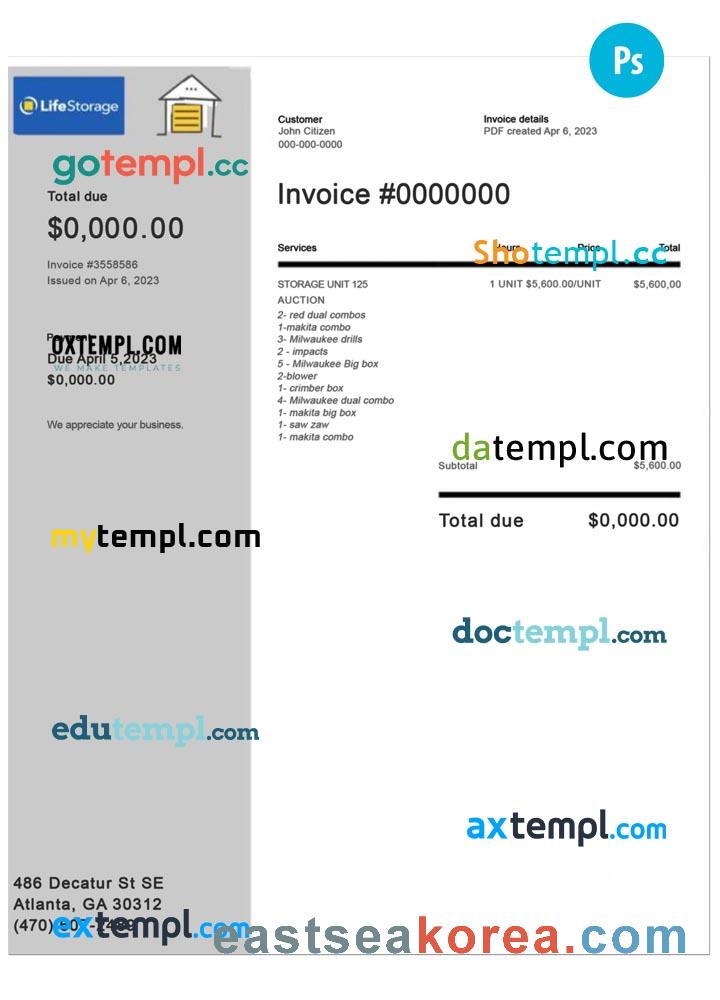 Ps
LifeStorage
Customer
John Citizen
000-000-0000
Invoice details
PDF created Apr 6, 2023
gotempl.cc
Total due
$0,000.00
Invoice #3558586
Issued on Apr 6, 2023
OXTEMPL.COM
Due April 5,2023
WE MAKE TEMPLATES
$0,000.00
We appreciate your business.
mytempl.com
edutempl.com
486 Decatur St SE
Atlanta, GA 30312
(470)
extempl.com
Invoice #0000000
Services Hours Price Total
Shotempl.cc
STORAGE UNIT 125 1 UNIT $5,600.00/UNIT $5,600,00
AUCTION
2- red dual combos
1-makita combo
3- Milwaukee drills
2 - impacts
5 - Milwaukee Big box
2-blower
1- crimber box
4- Milwaukee dual combo
1- makita big box
1- saw zaw
1- makita combo
datempl.com
Subtotal $5,600.00
Total due $0,000.00
doctempl.com
axtempl.com
eastseakorea.com